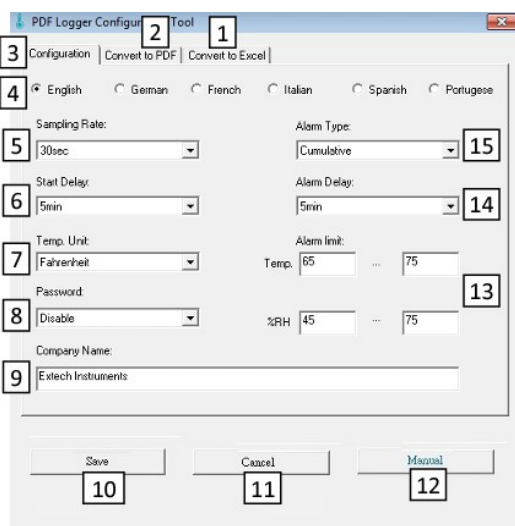 PDF Logger Configur Tool
2 1
3 Configuration Convert to PDF Convert to Excel
4 English German French Italian Spanish Portugese
Sampling Rate: Alarm Type:
5 30sec Cumulative 15
Start Delay: Alarm Delay:
6 5min 5min 14
Temp. Unit: Alarm limit:
7 Fahrenheit Temp. 65 ... 75
Password: 13
8 Disable %RH 45 ... 75
Company Name:
9 Extech Instruments
Save Cancel Manual
10 11 12